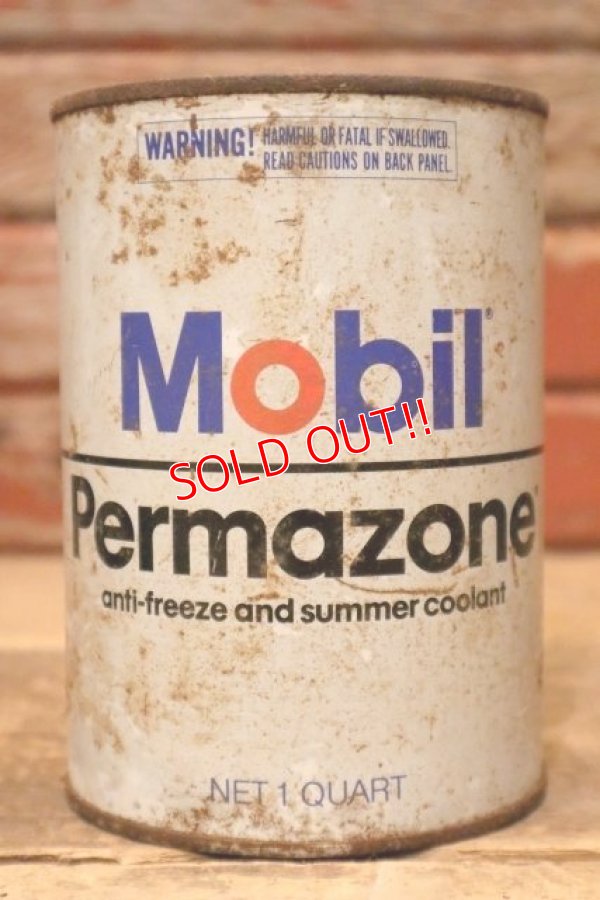 WARNING! HARMFUL OR FATAL IF SWALLOWED.
READ CAUTIONS ON BACK PANEL.
Mobil®
SOLD OUT!!
Permazone
anti-freeze and summer coolant
NET 1 QUART